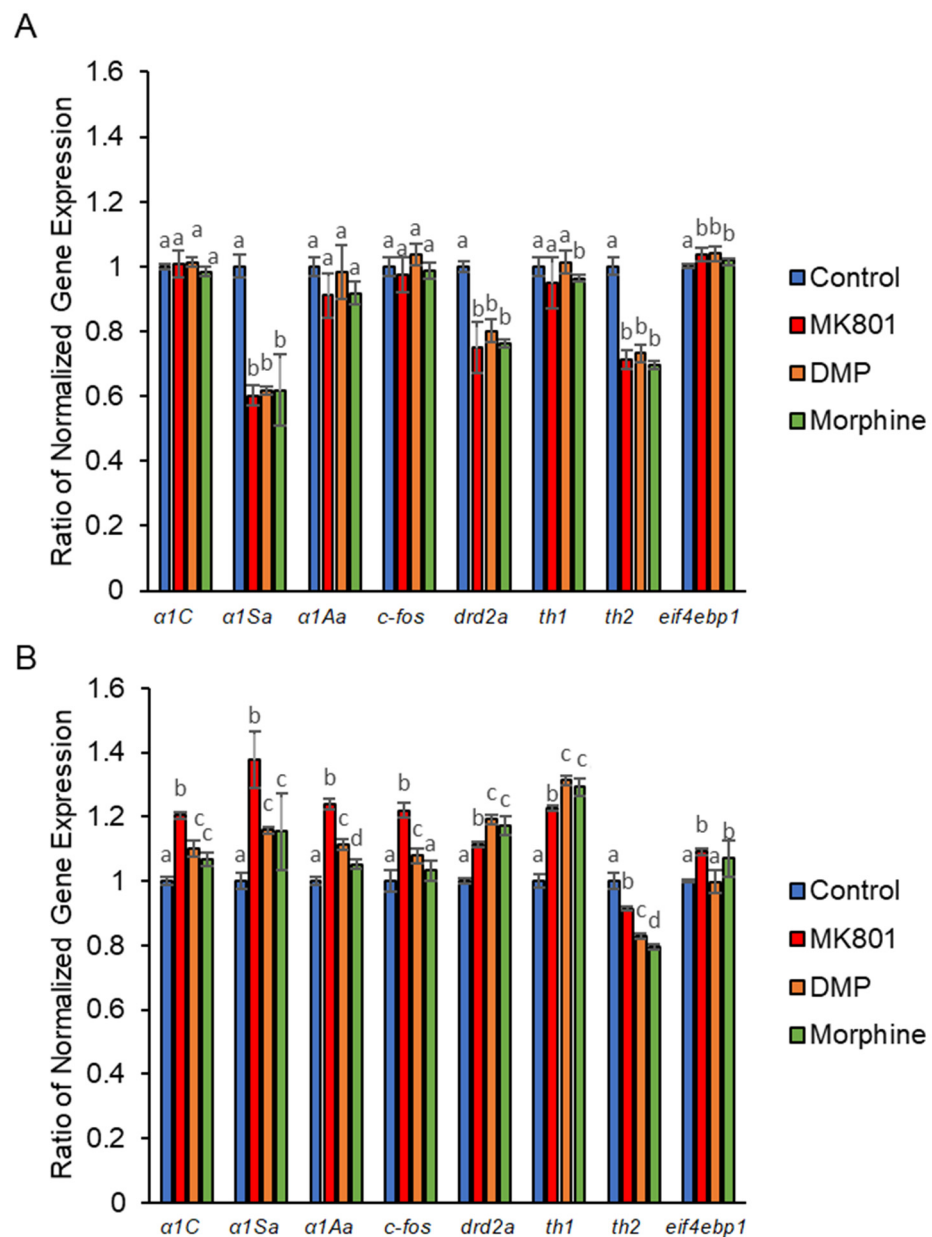 A
Ratio of Normalized Gene Expression
1.6
1.4
1.2
1
0.8
0.6
0.4
0.2
0
a a a a
a b b b
a a a a
a a a a
a b b b
a a a b
a b b b
a b b b
α1C α1Sa α1Aa c-fos drd2a th1 th2 eif4ebp1
Control
MK801
DMP
Morphine
B
Ratio of Normalized Gene Expression
1.6
1.4
1.2
1
0.8
0.6
0.4
0.2
0
a b c c
a b c c
a b c d
a b c a
a b c c
a b c c
a b c d
a b a b
α1C α1Sa α1Aa c-fos drd2a th1 th2 eif4ebp1
Control
MK801
DMP
Morphine